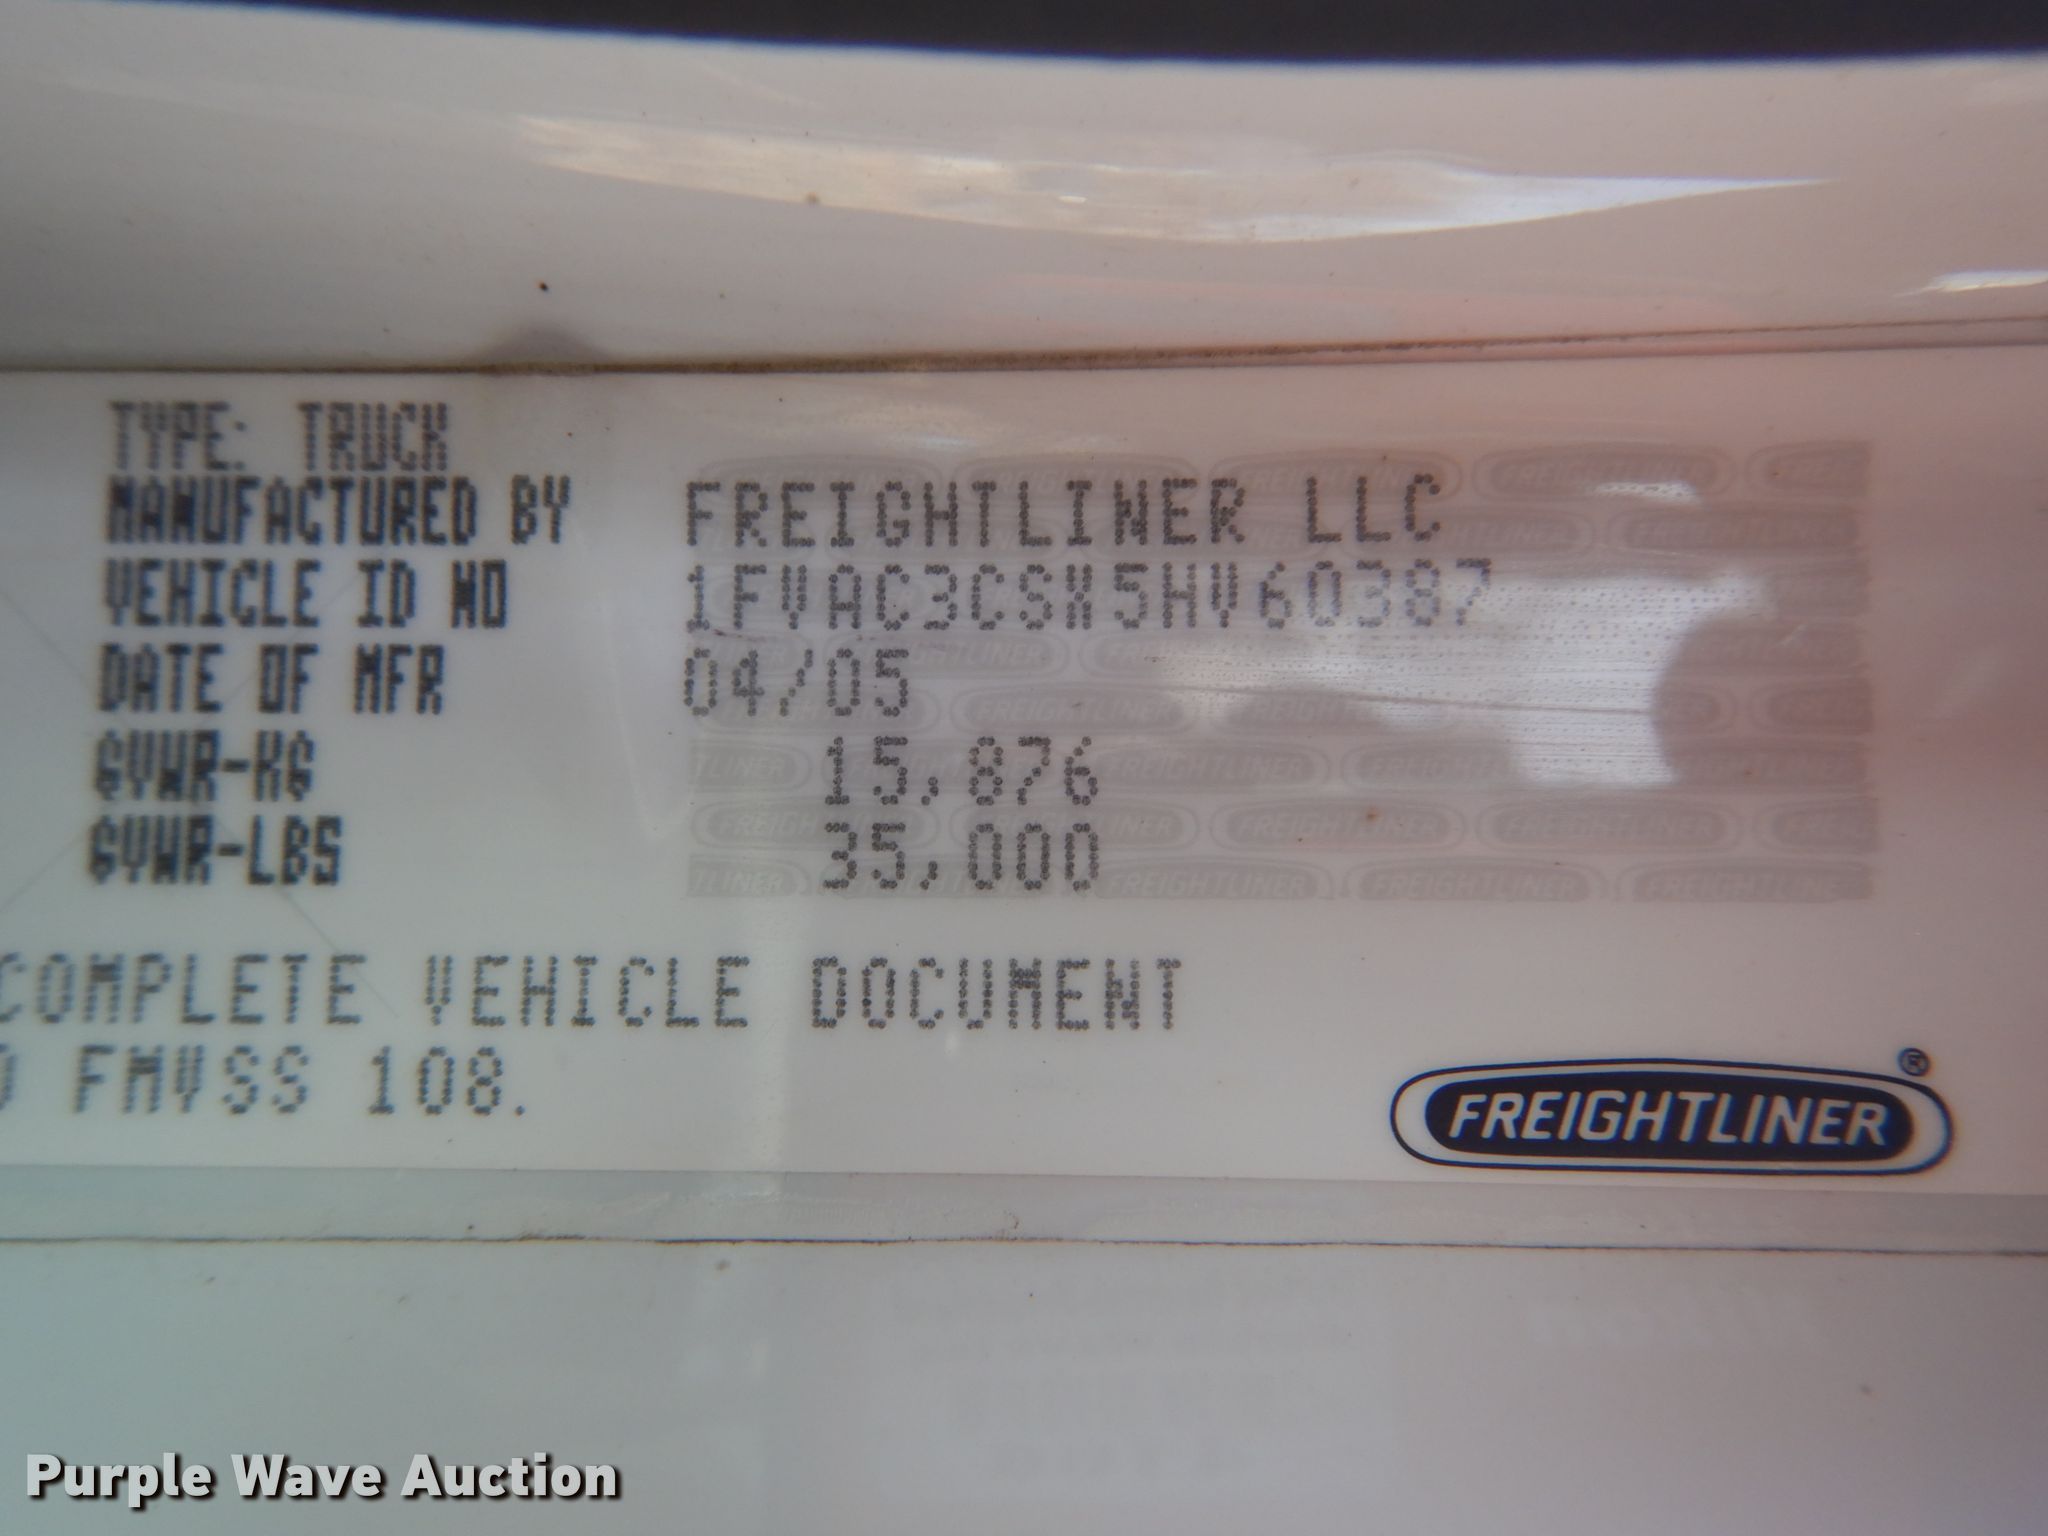 TYPE: TRUCK
MANUFACTURED BY FREIGHTLINER LLC
VEHICLE ID NO 1FVAC3CSX5HV60387
DATE OF MFR 04/05
GVWR-KG 15,876
GVWR-LBS 35,000
COMPLETE VEHICLE DOCUMENT
FMVSS 108.
FREIGHTLINER®
Purple Wave Auction